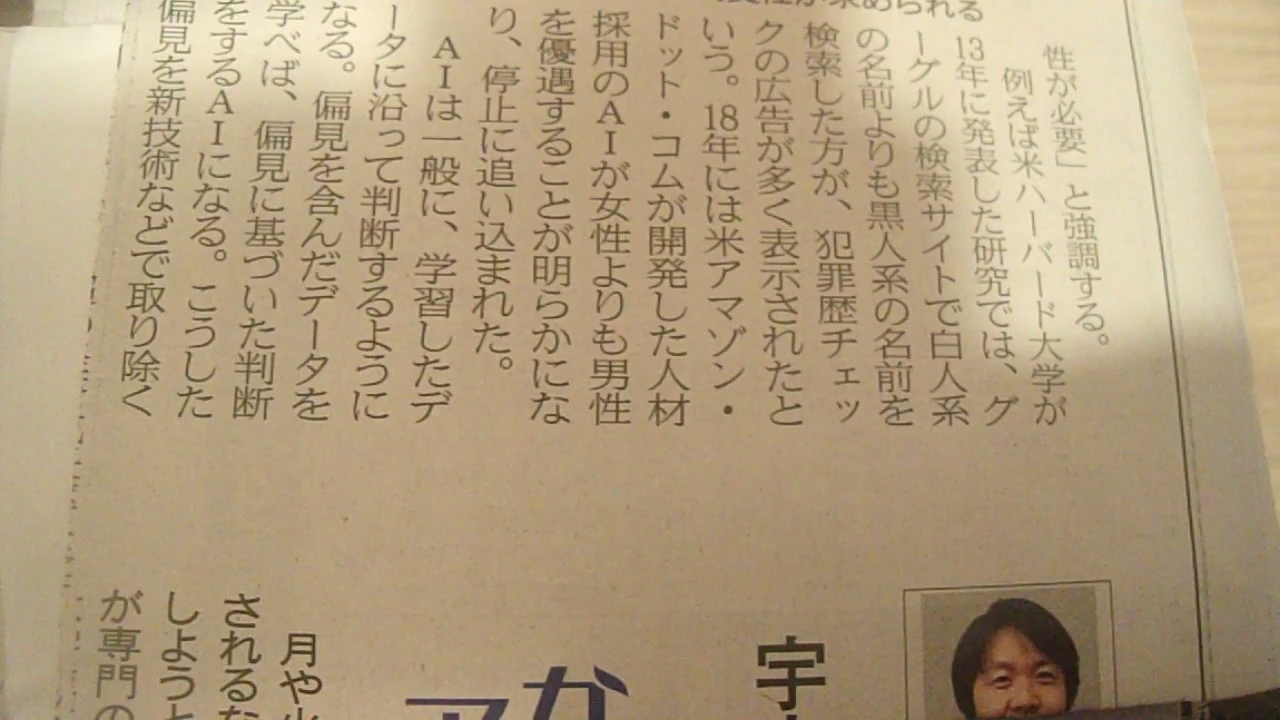 られる
性が必要」と強調する。
例えば米ハーバード大学が
13年に発表した研究では、グ
ーグルの検索サイトで白人系
の名前よりも黒人系の名前を
検索した方が、犯罪歴チェッ
クの広告が多く表示されたと
いう。18年には米アマゾン・
ドット・コムが開発した人材
採用のAIが女性よりも男性
を優遇することが明らかにな
り、停止に追い込まれた。
AIは一般に、学習したデ
ータに沿って判断するように
なる。偏見を含んだデータを
学べば、偏見に基づいた判断
をするAIになる。こうした
偏見を新技術などで取り除く
宇
か
ア
月や
されるな
しようと
が専門の